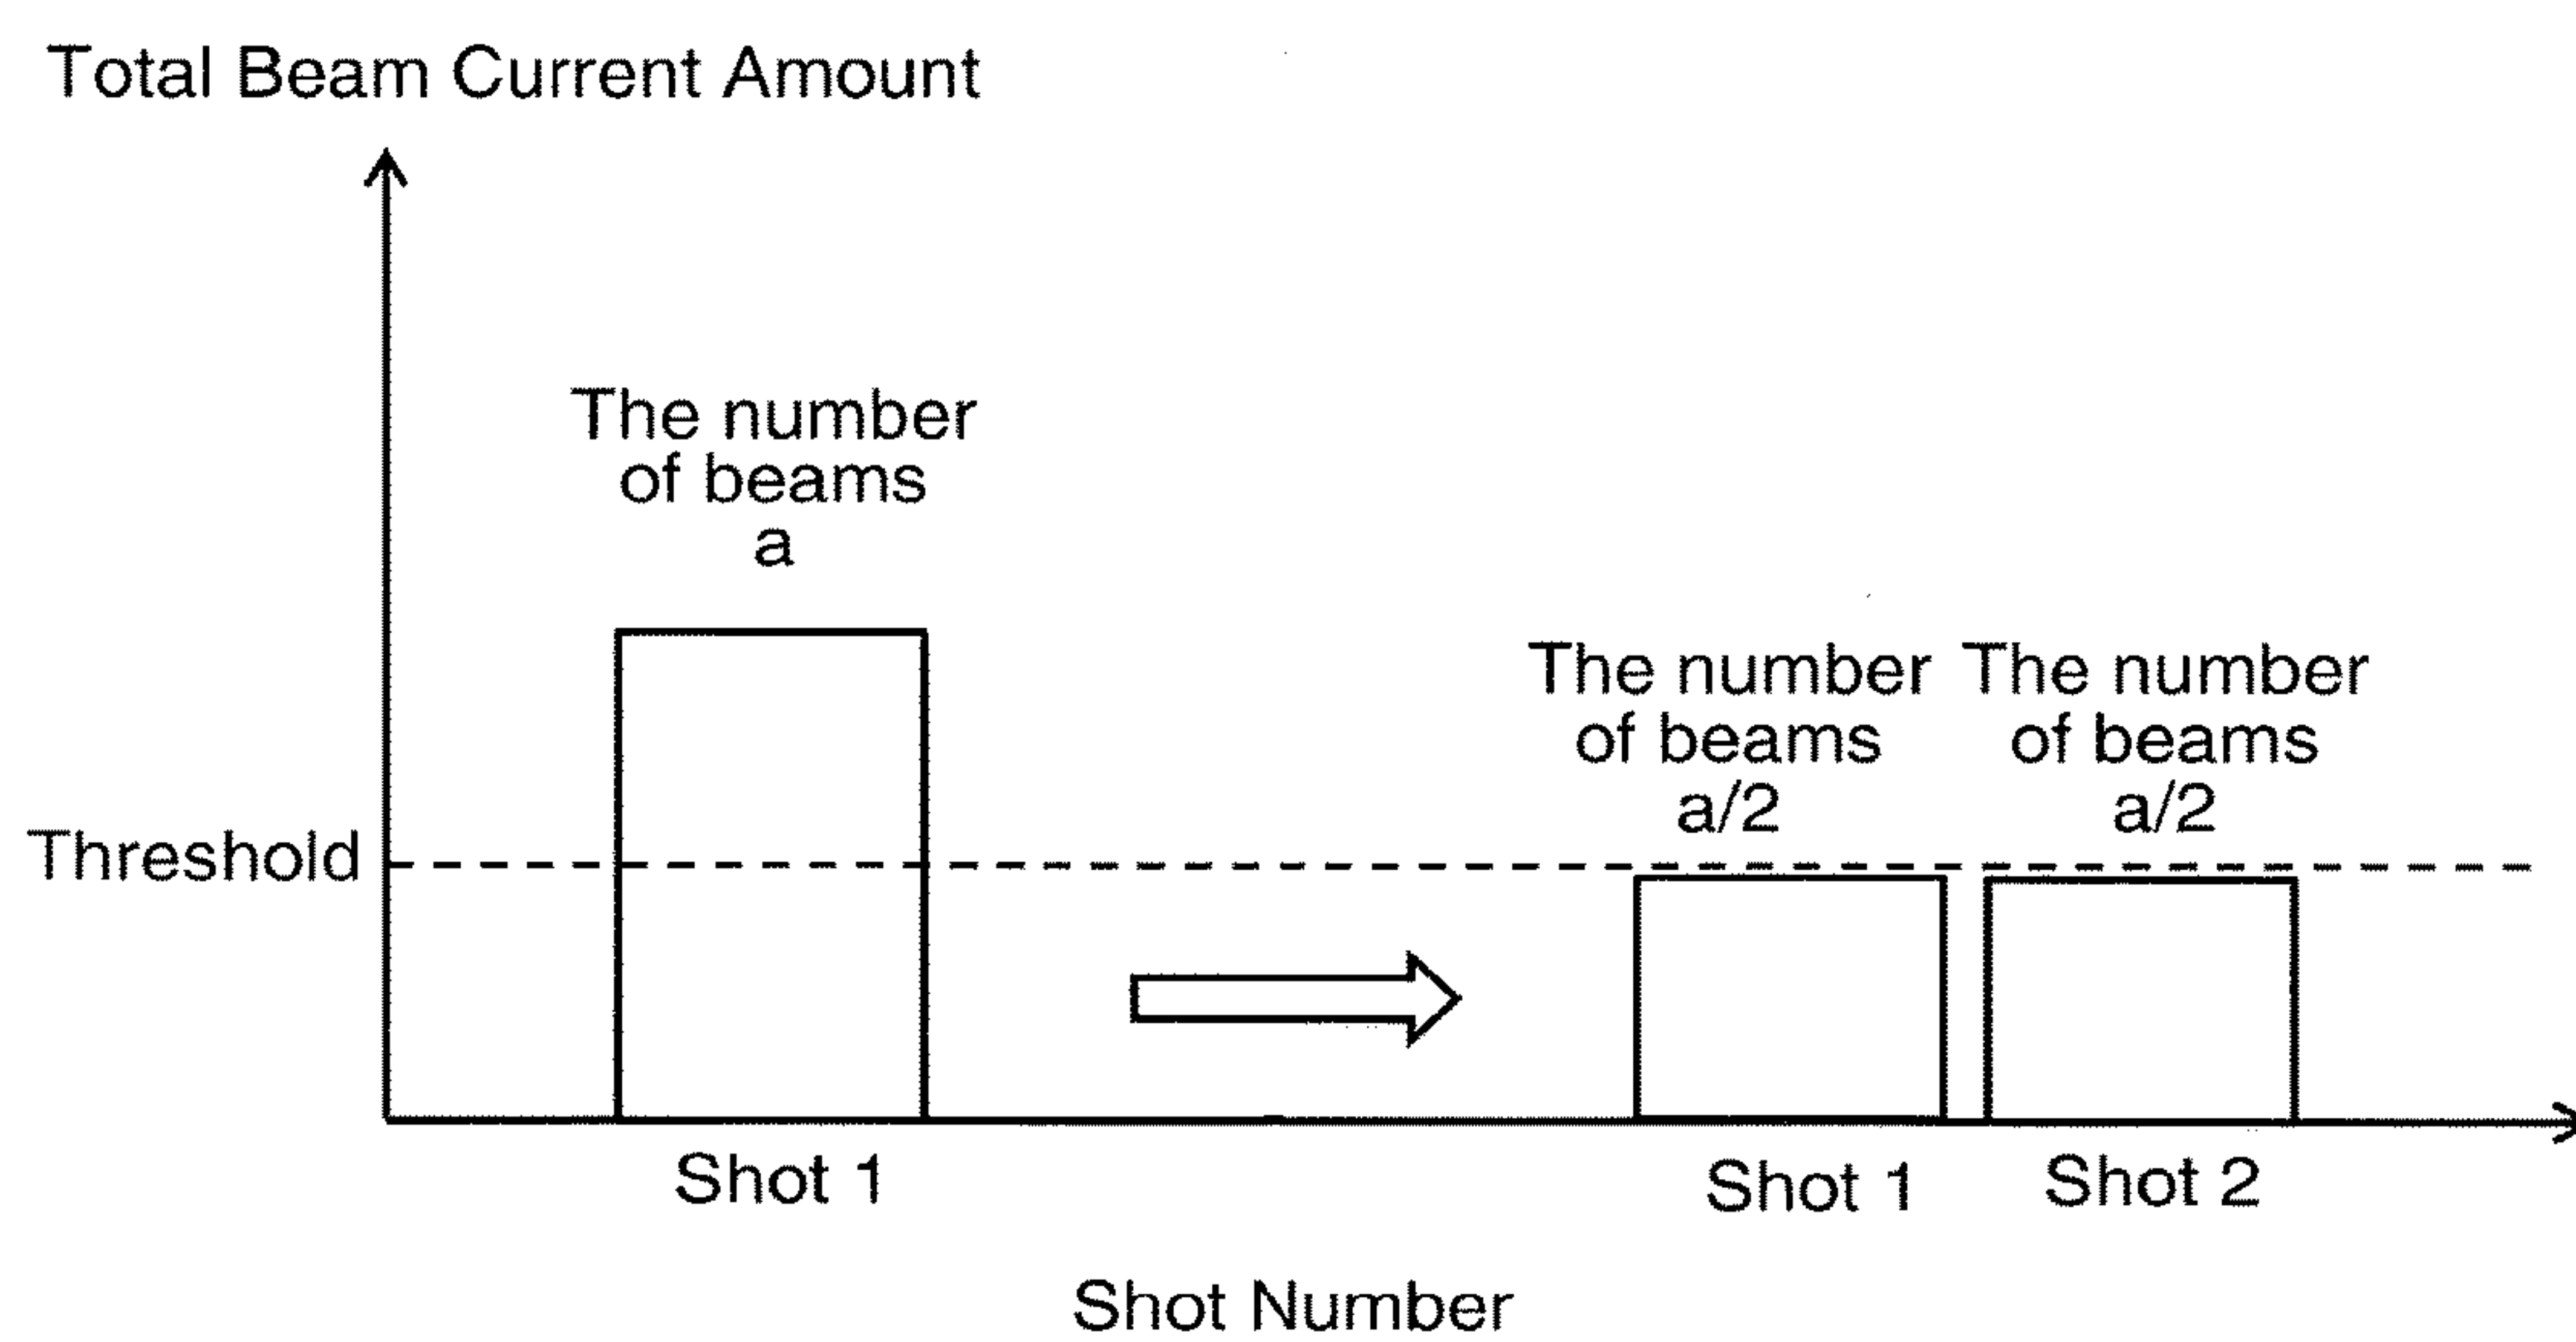 Total Beam Current Amount
The number
of beams
a
The number
of beams
a/2
The number
of beams
a/2
Threshold
Shot 1
Shot 1
Shot 2
Shot Number